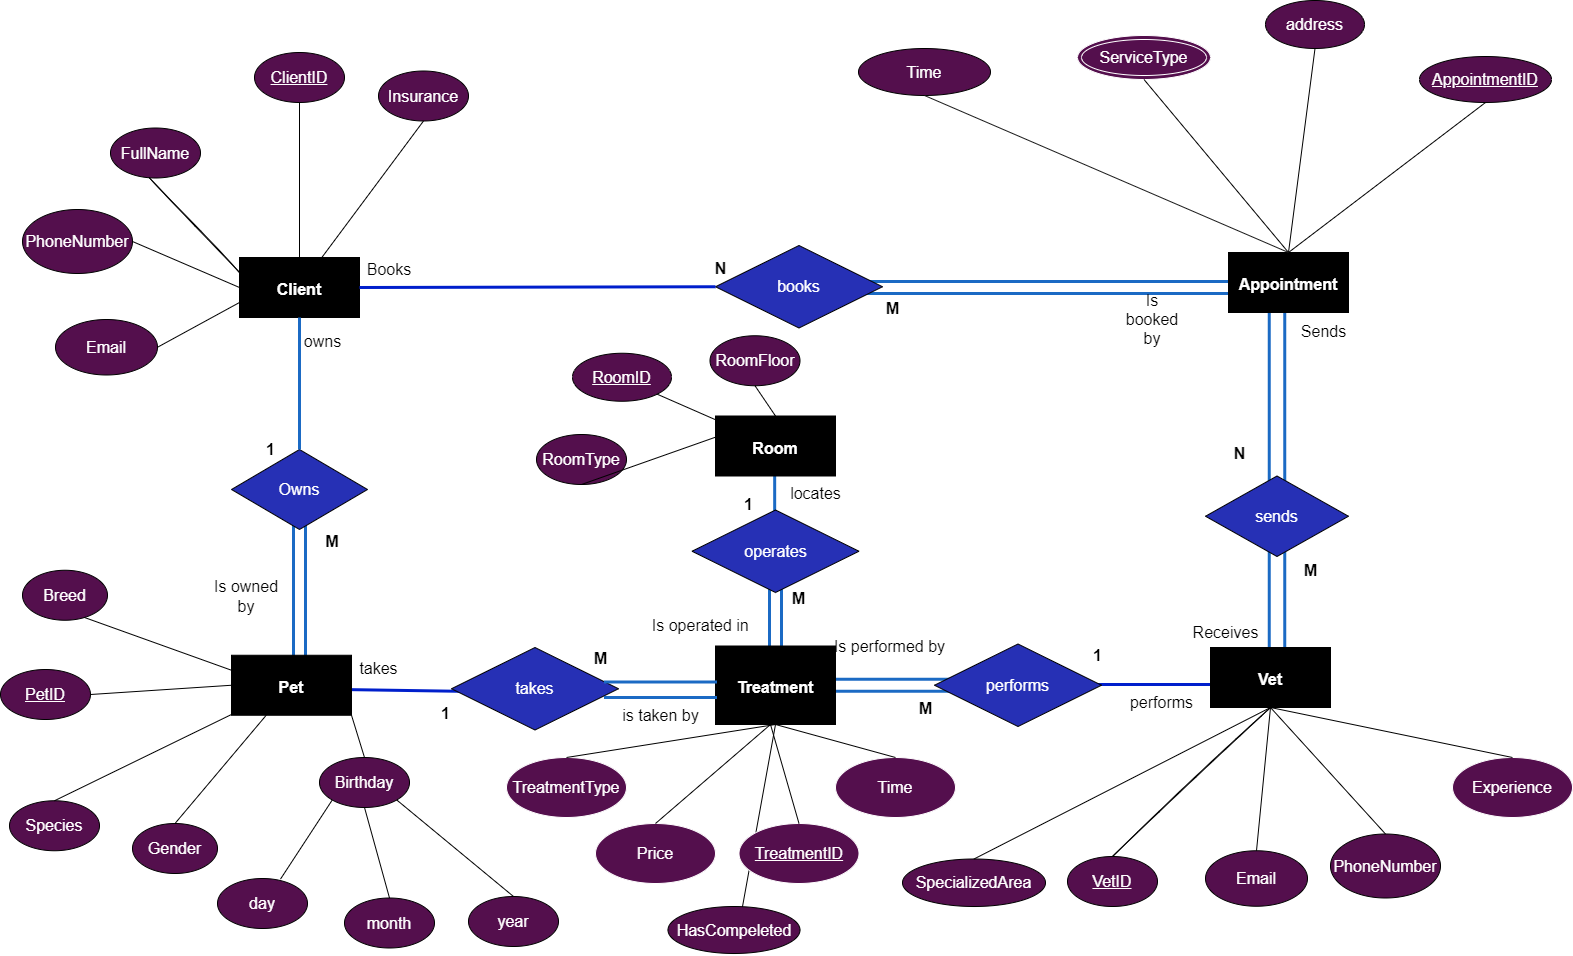 address
ServiceType
Time
AppointmentID
ClientID
Insurance
FullName
PhoneNumber
Email
Client
Books
N
books
M
Is
booked
by
Appointment
Sends
owns
RoomFloor
RoomID
RoomType
Room
locates
1
operates
M
Is operated in
1
Owns
M
Is owned
by
N
sends
M
Receives
Breed
PetID
Pet
takes
1
takes
M
is taken by
Treatment
Is performed by
M
performs
1
performs
Vet
Species
Gender
Birthday
day
month
year
TreatmentType
Price
HasCompeleted
TreatmentID
Time
SpecializedArea
VetID
Email
PhoneNumber
Experience